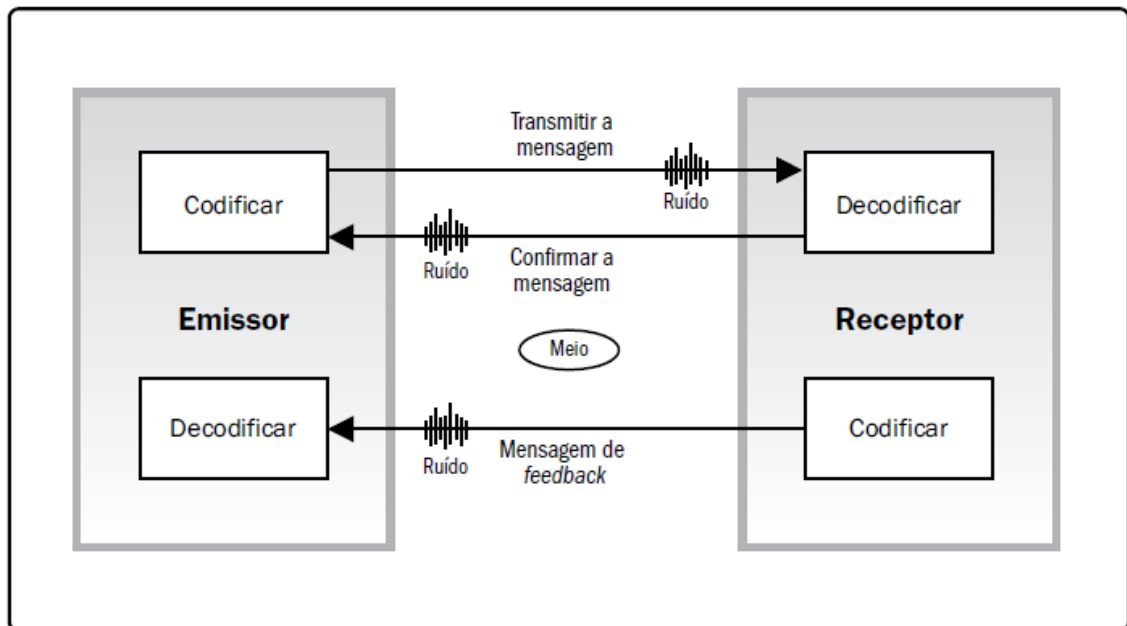 Transmitir a
mensagem
Codificar
Ruído
Decodificar
Ruído
Confirmar a
mensagem
Emissor
Receptor
Meio
Decodificar
Ruído
Mensagem de
feedback
Codificar